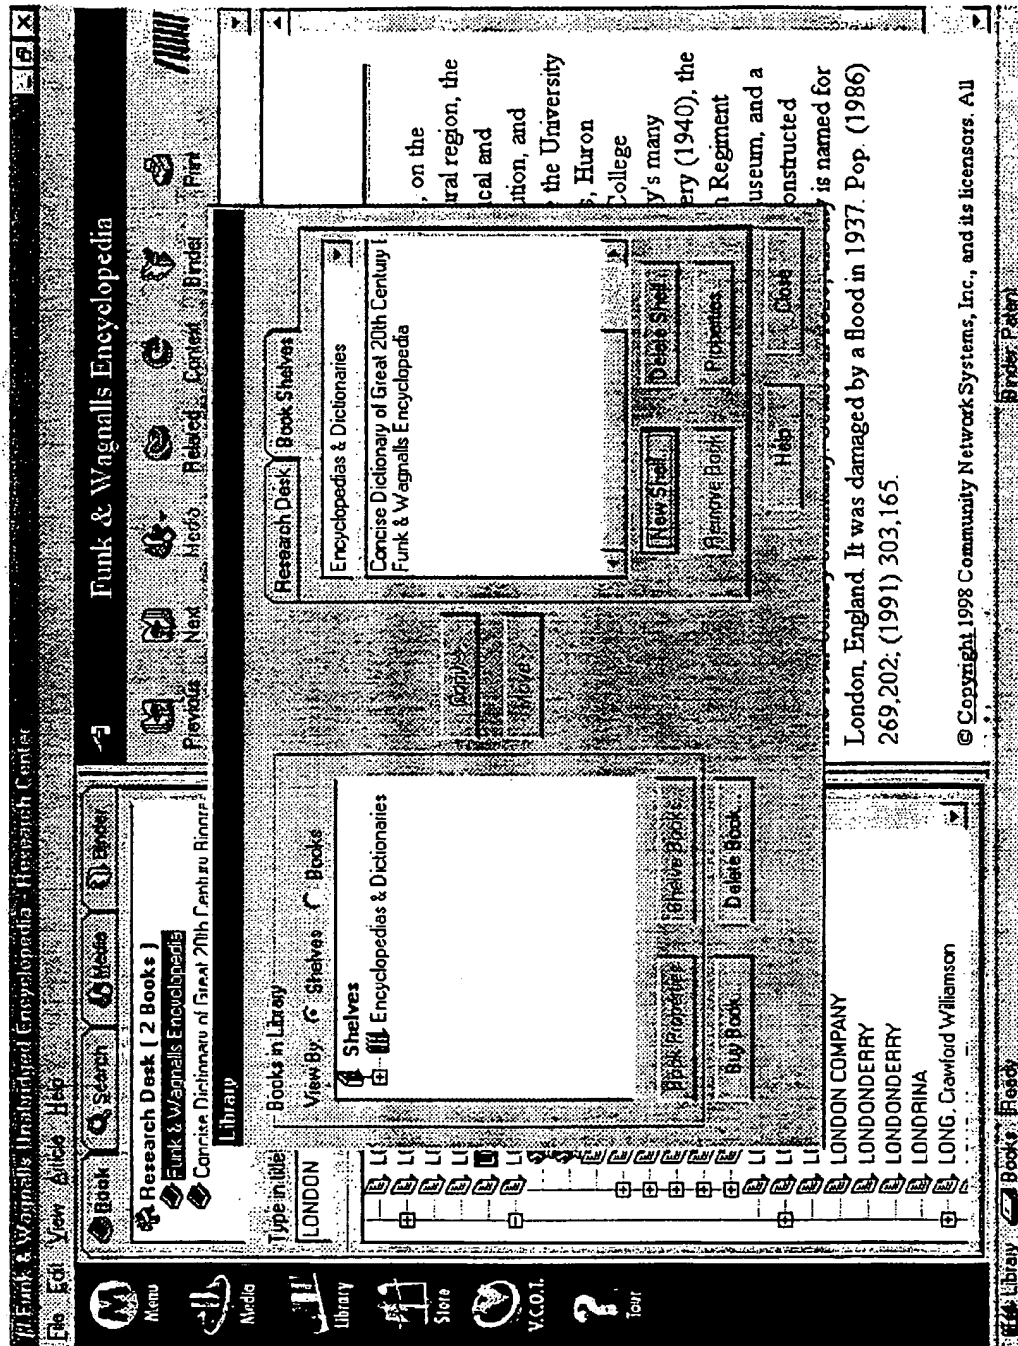 Funk & Wagnalls Unabridged Encyclopedia - Research Center
File Edit View Article Help
Menu
Media
Library
Store
V.C.O.T.
Tour
Book Search Media Binder
Research Desk [ 2 Books ]
Funk & Wagnalls Encyclopedia
Concise Dictionary of Great 20th Century
Type in title
LONDON
LONDON COMPANY
LONDONDERRY
LONDONDERRY
LONDRINA
LONG, Crawford Williamson
Funk & Wagnalls Encyclopedia
Previous Next Media Related Context Binder Print
, on the
ural region, the
ical and
ution, and
the University
s, Huron
College
y's many
ery (1940), the
n Regiment
useum, and a
onstructed
is named for
London, England. It was damaged by a flood in 1937. Pop. (1986)
269,202; (1991) 303,165.
© Copyright 1998 Community Network Systems, Inc., and its licensors. All
Library
Books in Library
View By: Shelves Books
Shelves
Encyclopedias & Dictionaries
Book Properties Shelve Book...
Buy Book... Delete Book...
Copy>
Move>
Research Desk Book Shelves
Encyclopedias & Dictionaries
Concise Dictionary of Great 20th Century
Funk & Wagnalls Encyclopedia
New Shelf... Delete Shelf...
Remove Book Properties
Help Close
Library Books Ready Binder: Patent